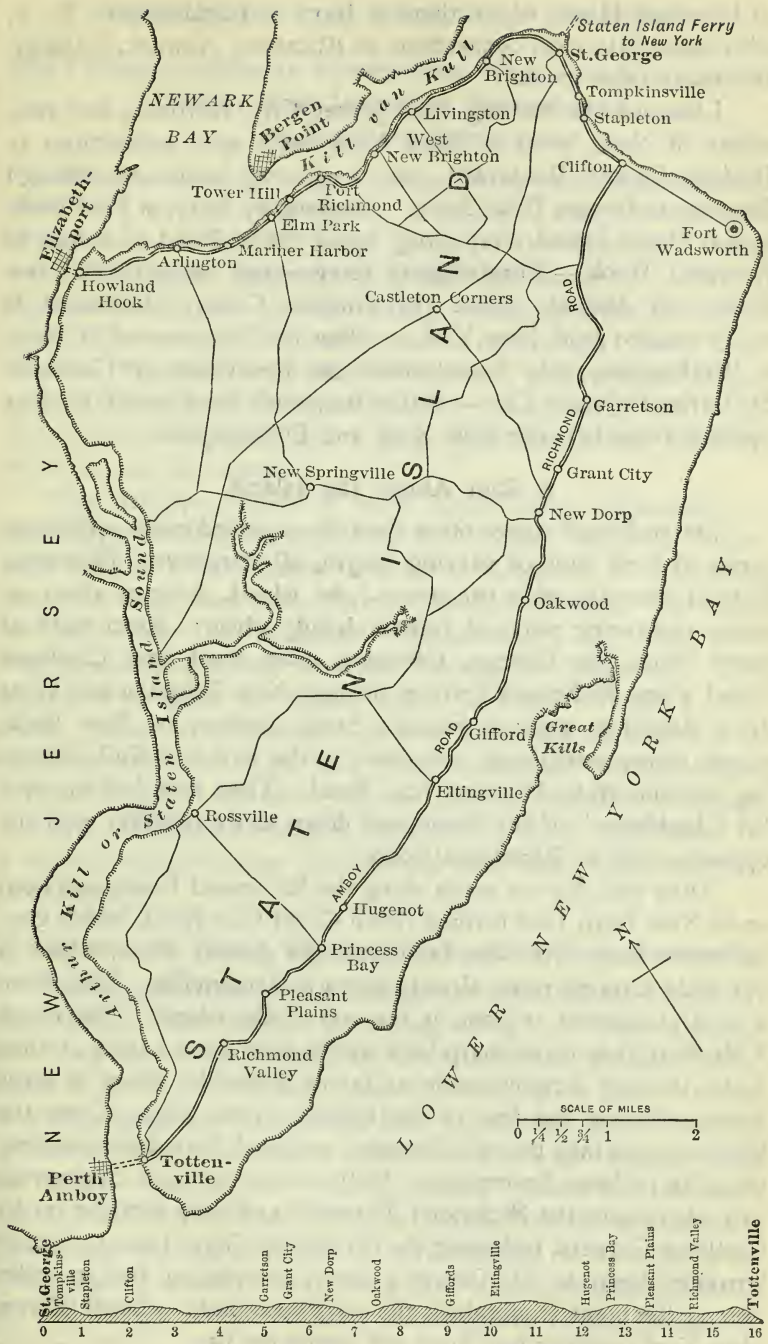 Staten Island Ferry
to New York
St.George
New
Brighton
Tompkinsville
Stapleton
Livingston
NEWARK
BAY
Bergen
Point
Kill van Kull
West
New Brighton
Clifton
Tower Hill
Port
Richmond
Fort
Wadsworth
Elizabeth-
port
Elm Park
Mariner Harbor
Arlington
Howland
Hook
Castleton Corners
ROAD
Garretson
RICHMOND
Grant City
New Springville
New Dorp
Oakwood
STATEN ISLAND
NEW JERSEY
Arthur Kill or Staten Island Sound
Great
Kills
Gifford
ROAD
Eltingville
Rossville
AMBOY
Hugenot
Princess
Bay
Pleasant
Plains
Richmond
Valley
LOWER NEW YORK BAY
N
SCALE OF MILES
0 ¼ ½ ¾ 1 2
Perth
Amboy
Totten-
ville
St.George
Tompkins-
ville
Stapleton
Clifton
Garretson
Grant City
New Dorp
Oakwood
Giffords
Eltingville
Hugenot
Princess Bay
Pleasant Plains
Richmond Valley
Tottenville
0 1 2 3 4 5 6 7 8 9 10 11 12 13 14 15 16